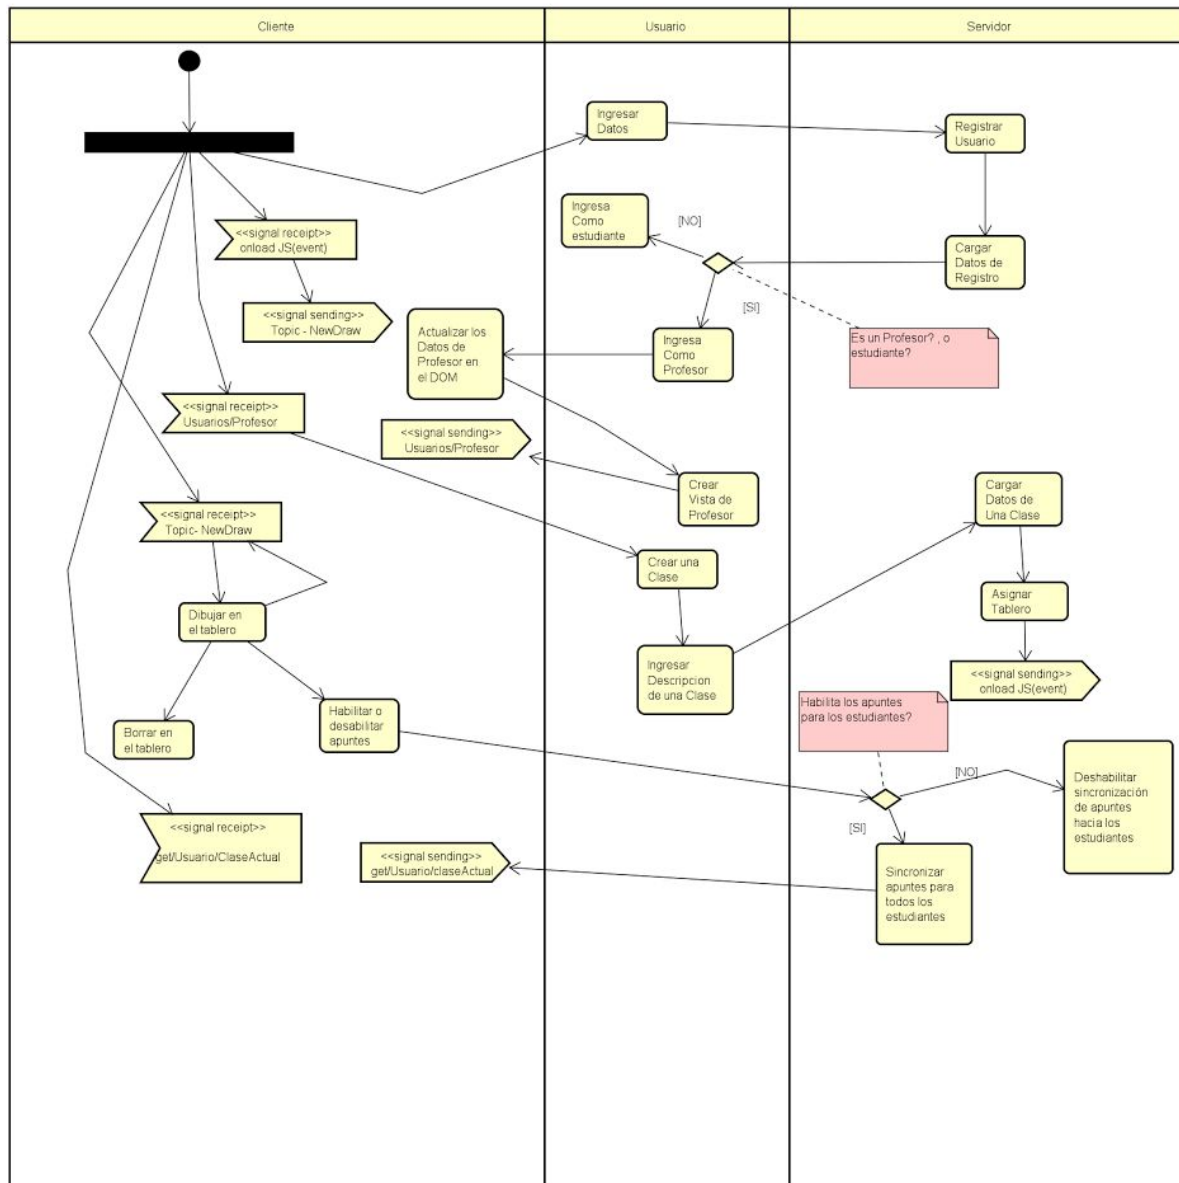 Cliente
Usuario
Servidor
Ingresar
Datos
Registrar
Usuario
Ingresa
Como
estudiante
[NO]
<<signal receipt>>
onload JS(event)
Cargar
Datos de
Registro
[SI]
<<signal sending>>
Topic - NewDraw
Actualizar los
Datos de
Profesor en
el DOM
Ingresa
Como
Profesor
Es un Profesor? , o
estudiante?
<<signal receipt>>
Usuarios/Profesor
<<signal sending>>
Usuarios/Profesor
Crear
Vista de
Profesor
Cargar
Datos de
Una Clase
<<signal receipt>>
Topic- NewDraw
Crear una
Clase
Asignar
Tablero
Dibujar en
el tablero
Ingresar
Descripcion
de una Clase
<<signal sending>>
onload JS(event)
Habilita los apuntes
para los estudiantes?
Borrar en
el tablero
Habilitar o
desabilitar
apuntes
[NO]
Deshabilitar
sincronización
de apuntes
hacia los
estudiantes
[SI]
<<signal receipt>>
get/Usuario/ClaseActual
<<signal sending>>
get/Usuario/claseActual
Sincronizar
apuntes para
todos los
estudiantes